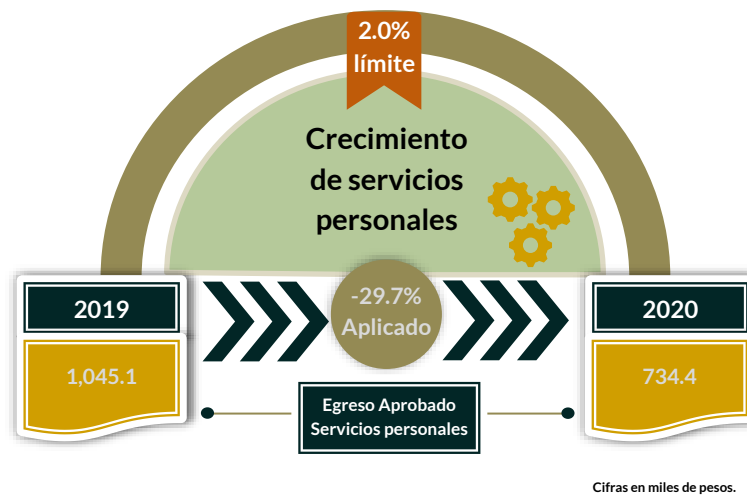 2.0%
límite
Crecimiento
de servicios
personales
2019
-29.7%
Aplicado
2020
1,045.1
734.4
Egreso Aprobado
Servicios personales
Cifras en miles de pesos.